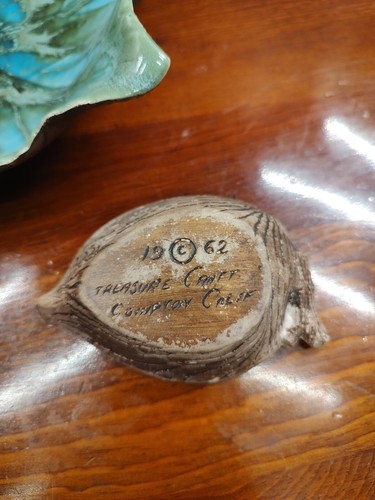 19 © 62
TREASURE CRAFT
COMPTON CALIF